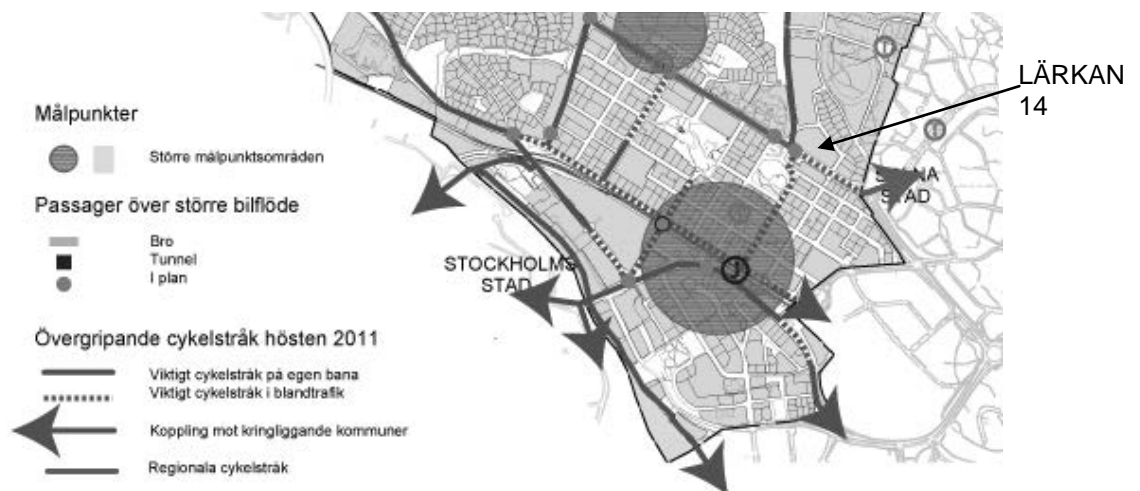 Målpunkter
Större målpunktsområden
Passager över större bilflöde
Bro
Tunnel
I plan
Övergripande cykelstråk hösten 2011
Viktigt cykelstråk på egen bana
Viktigt cykelstråk i blandtrafik
Koppling mot kringliggande kommuner
Regionala cykelstråk
STOCKHOLMS
STAD
J
STAD
LÄRKAN
14